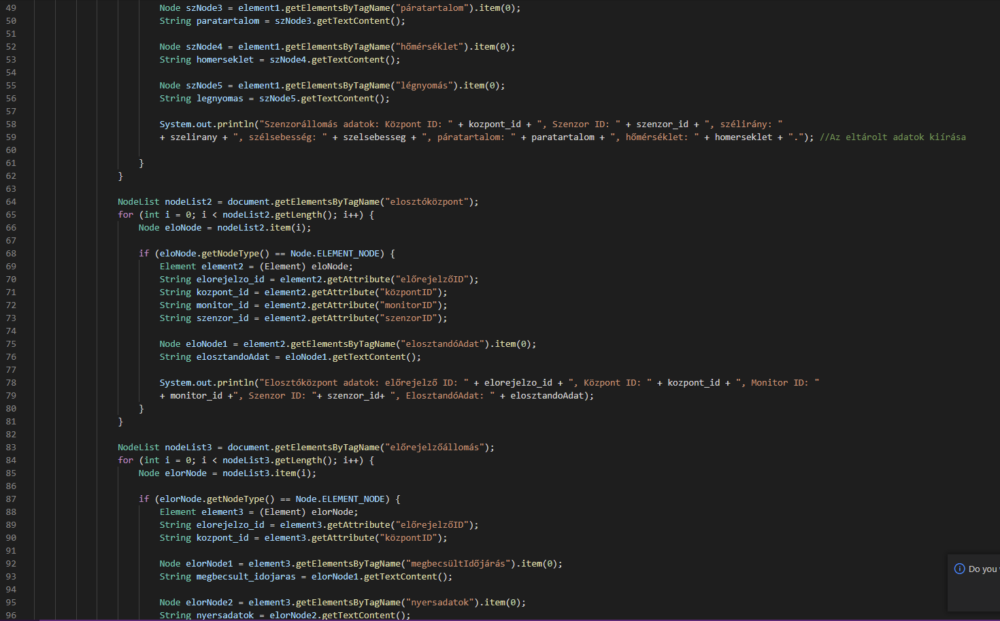 49 Node szNode3 = element1.getElementsByTagName("páratartalom").item(0);
50 String paratartalom = szNode3.getTextContent();
51
52 Node szNode4 = element1.getElementsByTagName("hőmérséklet").item(0);
53 String homerseklet = szNode4.getTextContent();
54
55 Node szNode5 = element1.getElementsByTagName("légnyomás").item(0);
56 String legnyomas = szNode5.getTextContent();
57
58 System.out.println("Szenzorállomás adatok: Központ ID: " + kozpont_id + ", Szenzor ID: " + szenzor_id + ", szélirány: "
59 + szelirany + ", szélsebesség: " + szelsebesseg + ", páratartalom: " + paratartalom + ", hőmérséklet: " + homerseklet + "."); //Az eltárolt adatok kiírása
60
61 }
62 }
63
64 NodeList nodeList2 = document.getElementsByTagName("elosztóközpont");
65 for (int i = 0; i < nodeList2.getLength(); i++) {
66 Node eloNode = nodeList2.item(i);
67
68 if (eloNode.getNodeType() == Node.ELEMENT_NODE) {
69 Element element2 = (Element) eloNode;
70 String elorejelzo_id = element2.getAttribute("előrejelzőID");
71 String kozpont_id = element2.getAttribute("központID");
72 String monitor_id = element2.getAttribute("monitorID");
73 String szenzor_id = element2.getAttribute("szenzorID");
74
75 Node eloNode1 = element2.getElementsByTagName("elosztandóAdat").item(0);
76 String elosztandoAdat = eloNode1.getTextContent();
77
78 System.out.println("Elosztóközpont adatok: előrejelző ID: " + elorejelzo_id + ", Központ ID: " + kozpont_id + ", Monitor ID: "
79 + monitor_id +", Szenzor ID: "+ szenzor_id+ ", ElosztandóAdat: " + elosztandoAdat);
80 }
81 }
82
83 NodeList nodeList3 = document.getElementsByTagName("előrejelzőállomás");
84 for (int i = 0; i < nodeList3.getLength(); i++) {
85 Node elorNode = nodeList3.item(i);
86
87 if (elorNode.getNodeType() == Node.ELEMENT_NODE) {
88 Element element3 = (Element) elorNode;
89 String elorejelzo_id = element3.getAttribute("előrejelzőID");
90 String kozpont_id = element3.getAttribute("központID");
91
92 Node elorNode1 = element3.getElementsByTagName("megbecsültIdőjárás").item(0);
93 String megbecsult_idojaras = elorNode1.getTextContent();
94
95 Node elorNode2 = element3.getElementsByTagName("nyersadatok").item(0);
96 String nyersadatok = elorNode2.getTextContent();
Do you